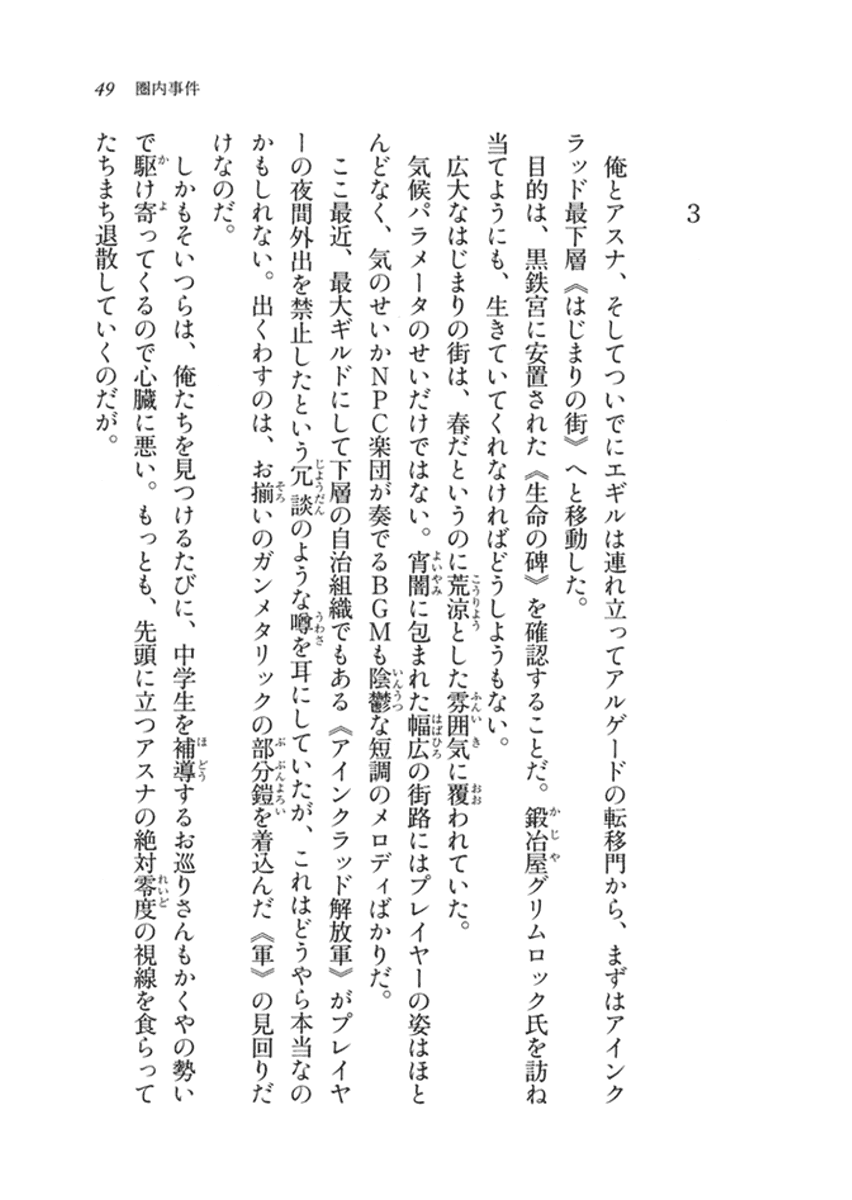 49 圏内事件
3
俺とアスナ、そしてついでにエギルは連れ立ってアルゲードの転移門から、まずはアインク
ラッド最下層《はじまりの街》へと移動した。
目的は、黒鉄宮に安置された《生命の碑》を確認することだ。鍛冶屋グリムロック氏を訪ね
当てようにも、生きていてくれなければどうしようもない。
広大なはじまりの街は、春だというのに荒涼とした雰囲気に覆われていた。
気候パラメータのせいだけではない。宵闇に包まれた幅広の街路にはプレイヤーの姿はほと
んどなく、気のせいかNPC楽団が奏でるBGMも陰鬱な短調のメロディばかりだ。
ここ最近、最大ギルドにして下層の自治組織でもある《アインクラッド解放軍》がプレイヤ
ーの夜間外出を禁止したという冗談のような噂を耳にしていたが、これはどうやら本当なの
かもしれない。出くわすのは、お揃いのガンメタリックの部分鎧を着込んだ《軍》の見回りだ
けなのだ。
しかもそいつらは、俺たちを見つけるたびに、中学生を補導するお巡りさんもかくやの勢い
で駆け寄ってくるので心臓に悪い。もっとも、先頭に立つアスナの絶対零度の視線を食らって
たちまち退散していくのだが。